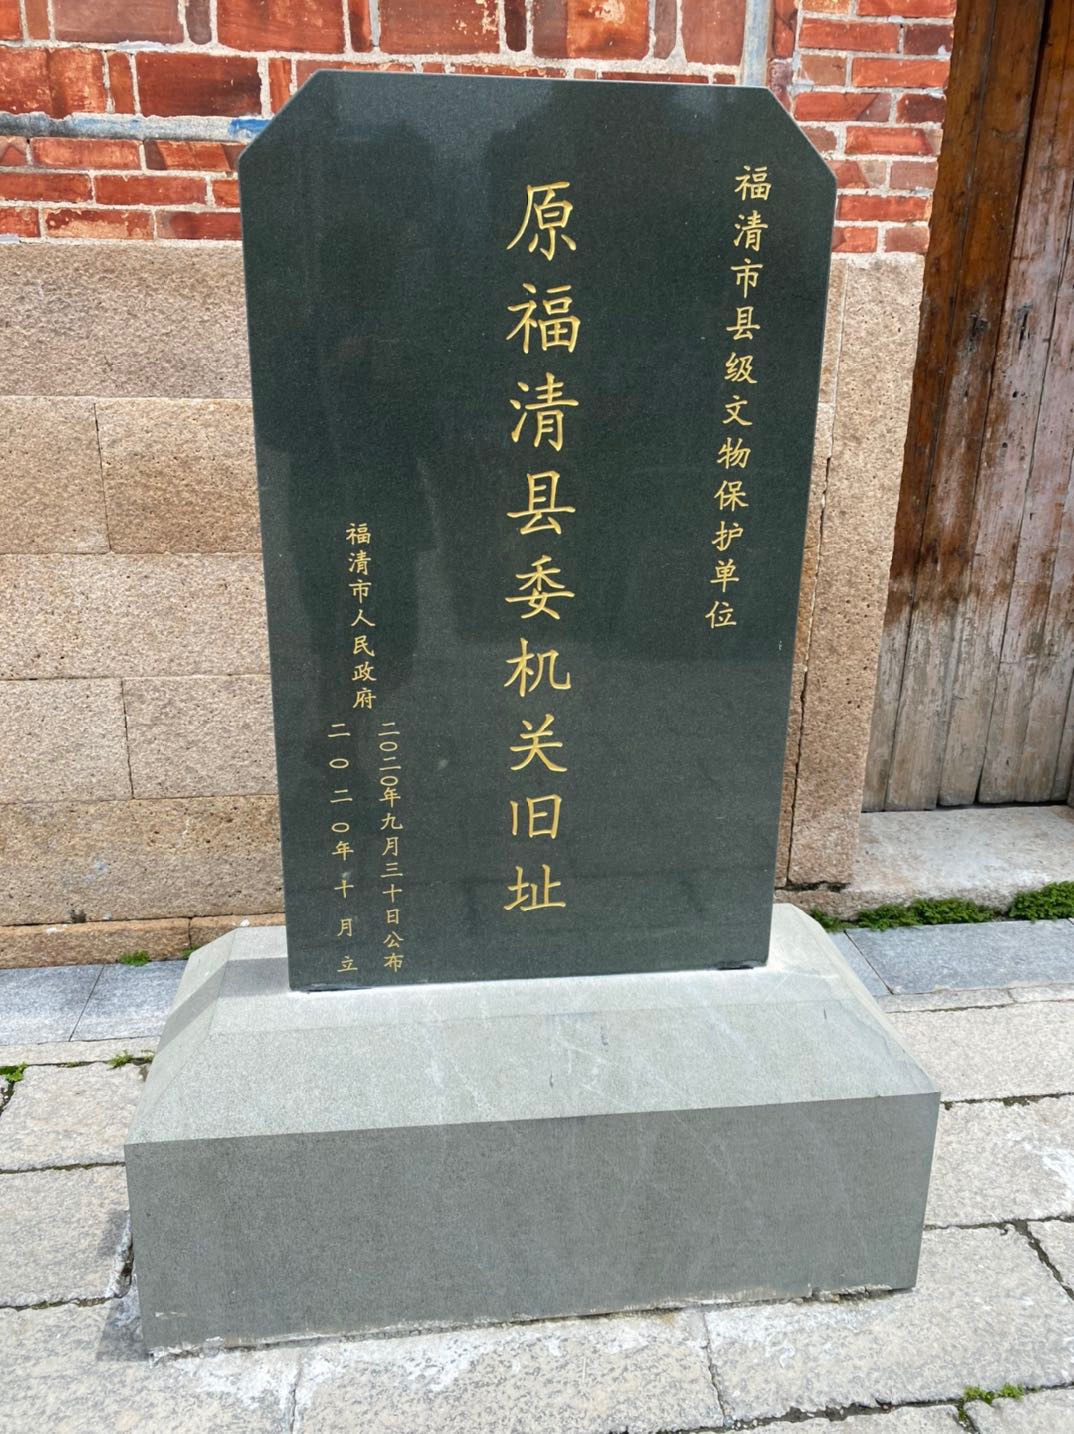 福清市县级文物保护单位
原福清县委机关旧址
福清市人民政府
二〇二〇年九月三十日公布
二〇二〇年十月立